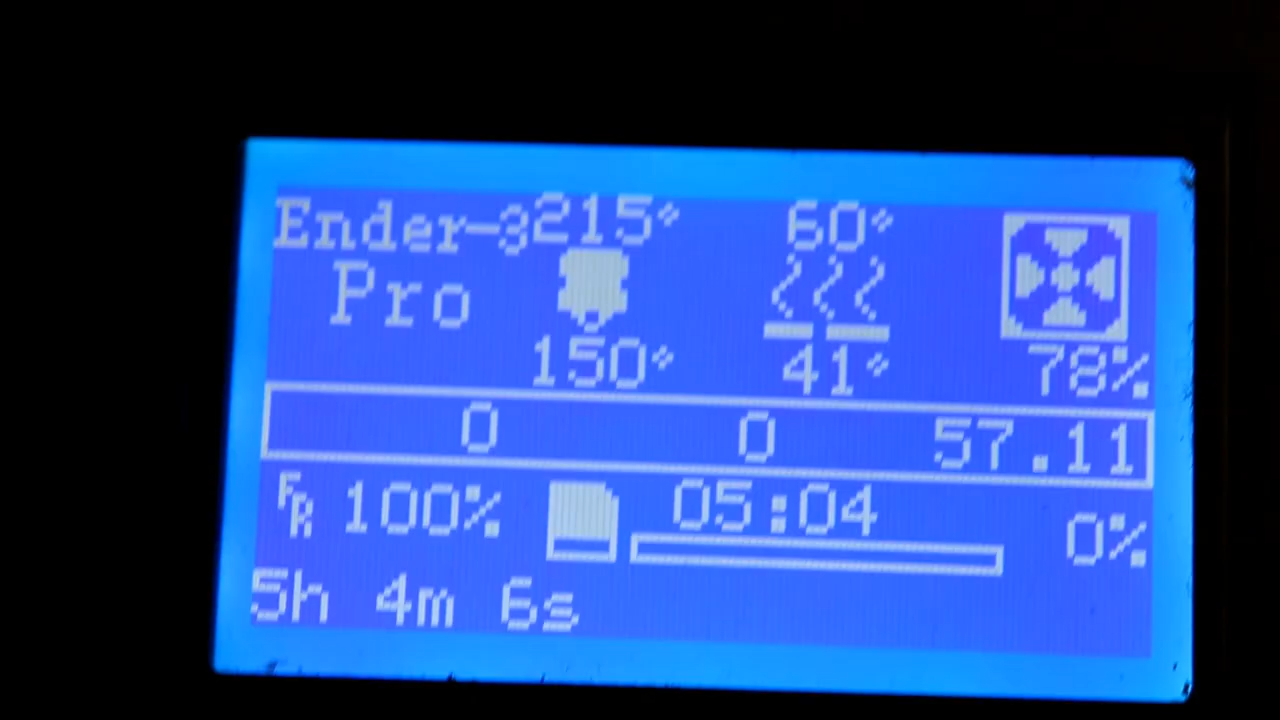 Ender-3 215° 60°
Pro
150° 41° 78%
0 0 57.11
FR 100% 05:04 0%
5h 4m 6s